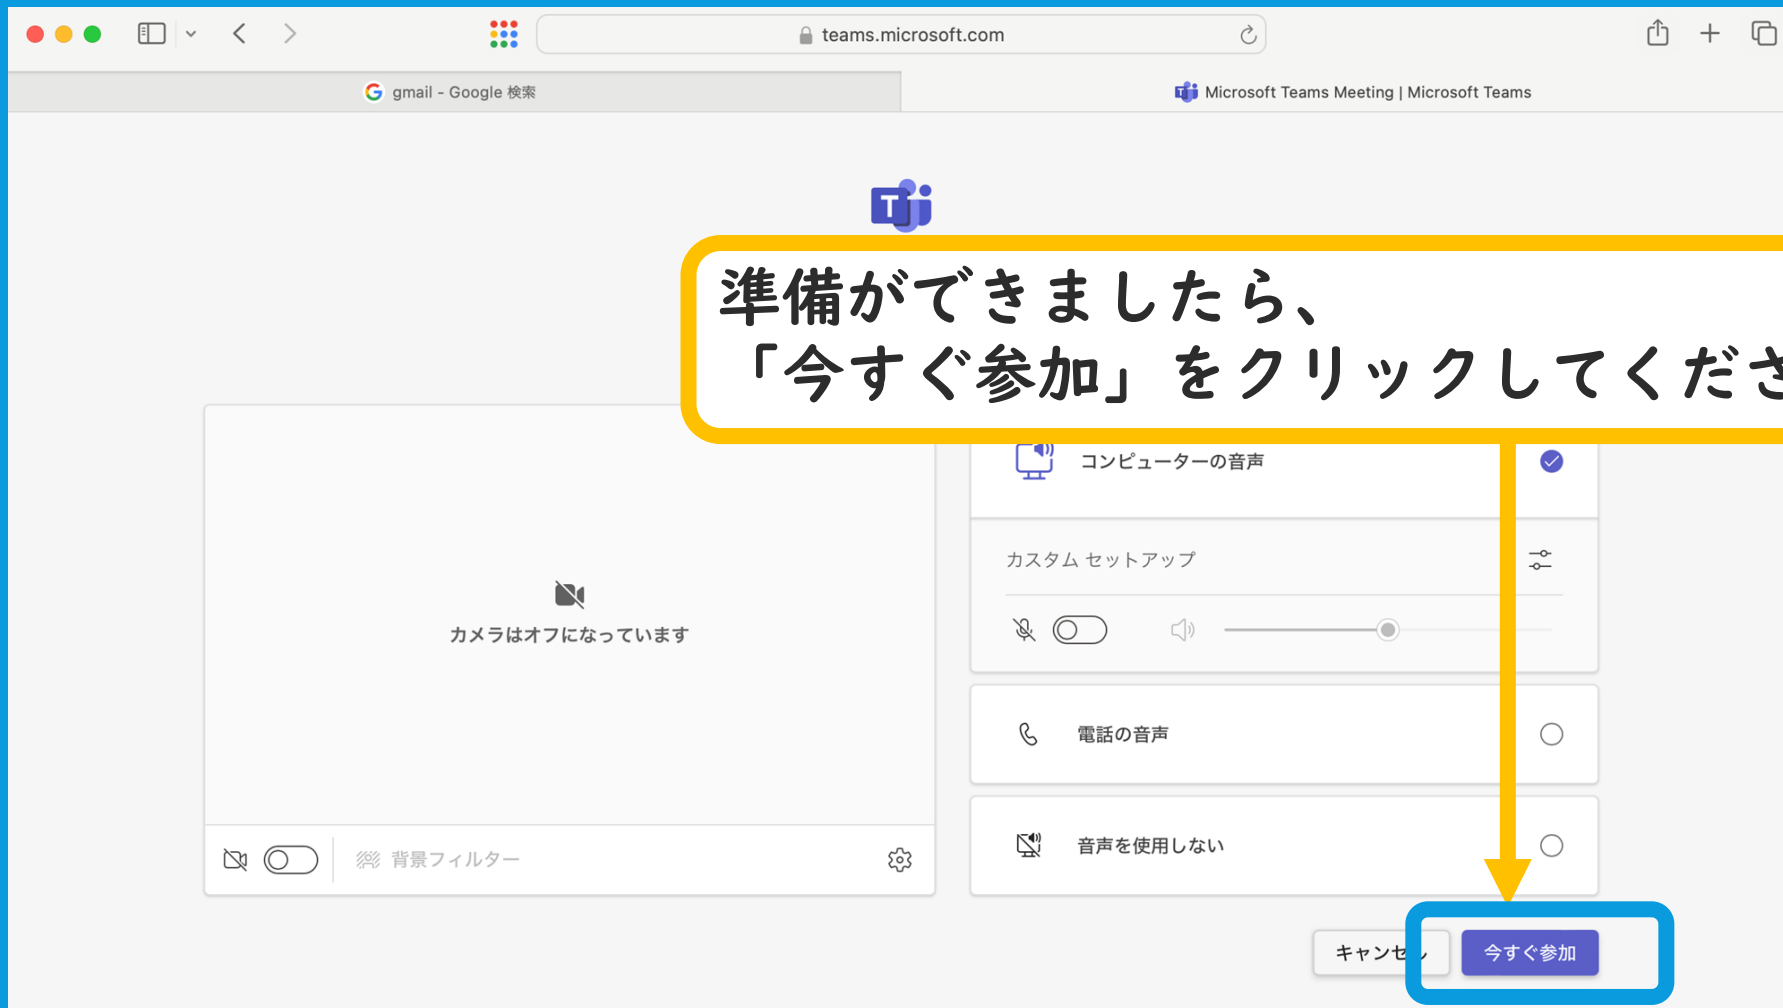 teams.microsoft.com
gmail - Google 検索
Microsoft Teams Meeting | Microsoft Teams
準備ができましたら、
「今すぐ参加」をクリックしてくださ
コンピューターの音声
カスタム セットアップ
カメラはオフになっています
電話の音声
音声を使用しない
背景フィルター
キャンセル
今すぐ参加